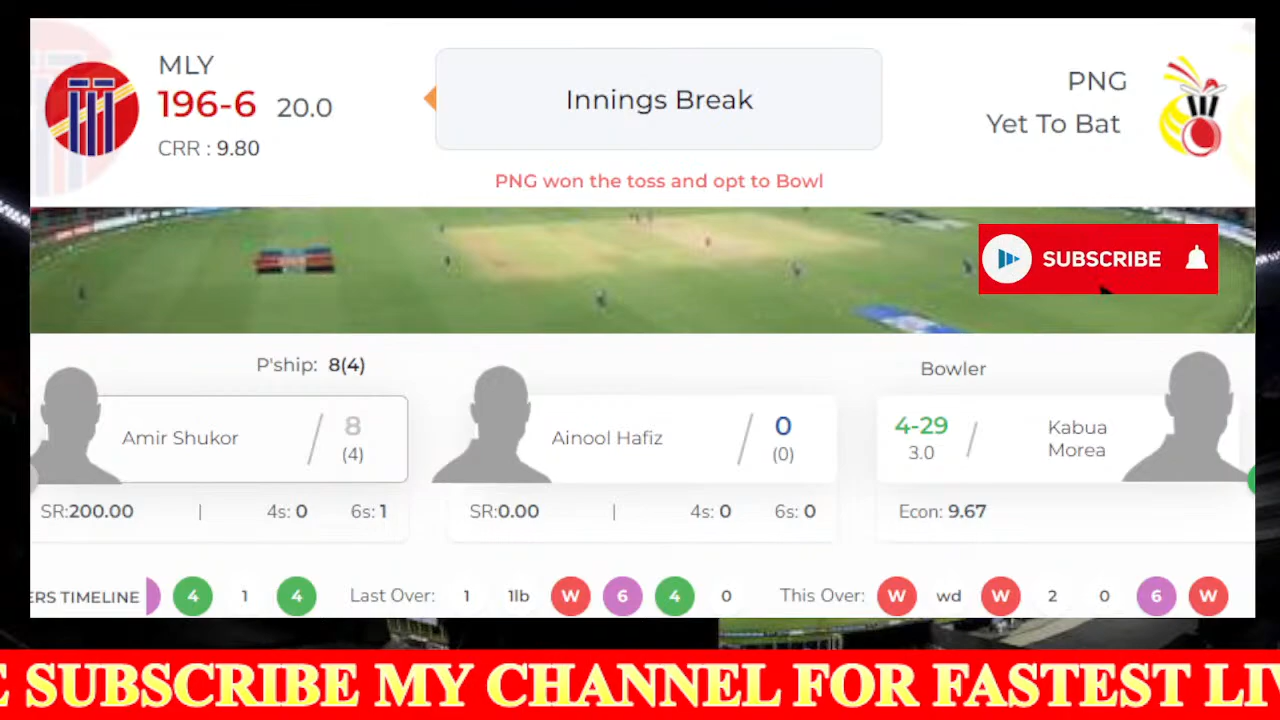 MLY
196-6 20.0
CRR : 9.80
Innings Break
PNG won the toss and opt to Bowl
PNG
Yet To Bat
SUBSCRIBE
P'ship: 8(4)
Bowler
Amir Shukor 8
(4)
SR:200.00 | 4s: 0 6s: 1
Ainool Hafiz 0
(0)
SR:0.00 | 4s: 0 6s: 0
4-29
3.0
Kabua
Morea
Econ: 9.67
ERS TIMELINE 4 1 4 Last Over: 1 1lb W 6 4 0 This Over: W wd W 2 0 6 W
E SUBSCRIBE MY CHANNEL FOR FASTEST LIV